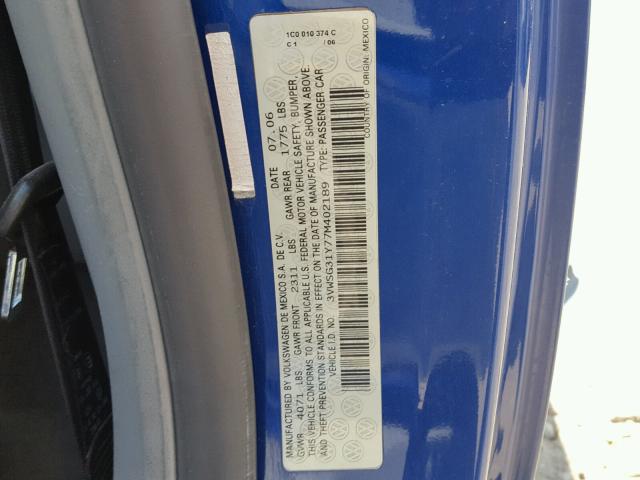 MANUFACTURED BY VOLKSWAGEN DE MEXICO S.A. DE C.V. DATE 07.06
GVWR 4071 LBS. GAWR FRONT 2311 LBS. GAWR REAR 1775 LBS
THIS VEHICLE CONFORMS TO ALL APPLICABLE U.S. FEDERAL MOTOR VEHICLE SAFETY, BUMPER,
AND THEFT PREVENTION STANDARDS IN EFFECT ON THE DATE OF MANUFACTURE SHOWN ABOVE.
VEHICLE I.D. NO. 3VWSG31Y77M402189 TYPE: PASSENGER CAR
COUNTRY OF ORIGIN: MEXICO
1C0 010 374 C
C 1 / 06